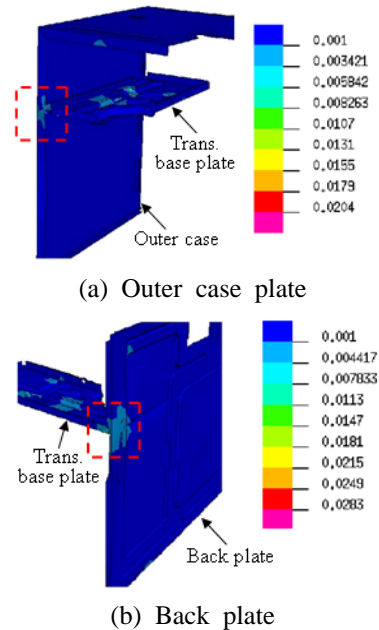 0.001
0.003421
0.005842
0.008263
0.0107
0.0131
0.0155
0.0179
0.0204
Trans.
base plate
Outer case
(a) Outer case plate
0.001
0.004417
0.007833
0.0113
0.0147
0.0181
0.0215
0.0249
0.0283
Trans.
base plate
Back plate
(b) Back plate